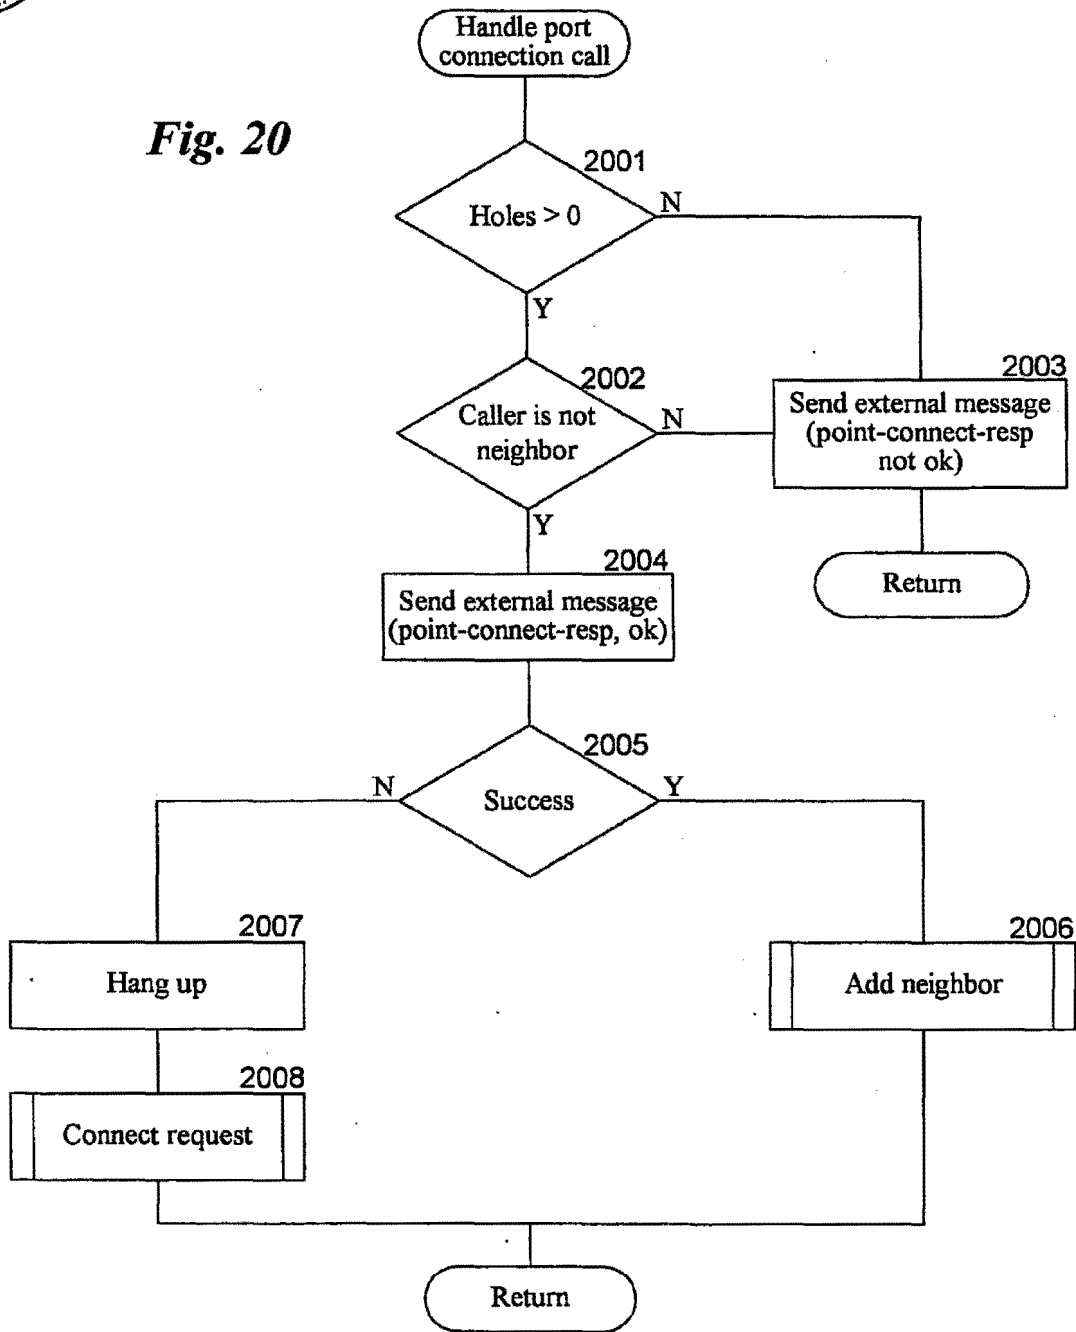 Handle port
connection call
Fig. 20
2001
Holes > 0
N
Y
2002
Caller is not
neighbor
N
Y
2003
Send external message
(point-connect-resp
not ok)
Return
2004
Send external message
(point-connect-resp, ok)
2005
Success
N
Y
2007
Hang up
2006
Add neighbor
2008
Connect request
Return